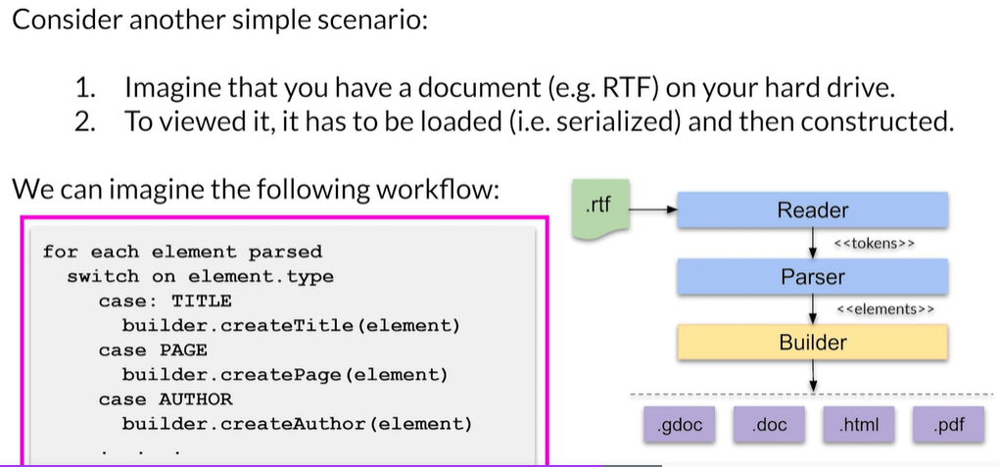 Consider another simple scenario:
1. Imagine that you have a document (e.g. RTF) on your hard drive.
2. To viewed it, it has to be loaded (i.e. serialized) and then constructed.
We can imagine the following workflow:
for each element parsed
switch on element.type
case: TITLE
builder.createTitle(element)
case PAGE
builder.createPage(element)
case AUTHOR
builder.createAuthor(element)
. . .
.rtf
Reader
<<tokens>>
Parser
<<elements>>
Builder
.gdoc
.doc
.html
.pdf